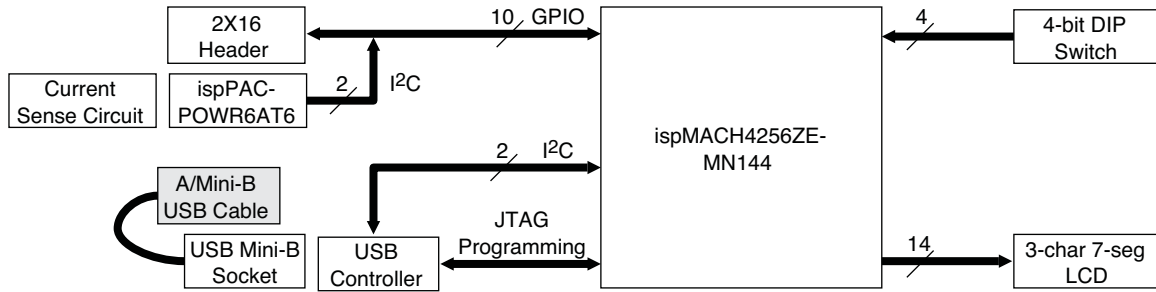 2X16
Header
10 GPIO
4
4-bit DIP
Switch
Current
Sense Circuit
ispPAC-
POWR6AT6
2 I²C
ispMACH4256ZE-
MN144
2 I²C
A/Mini-B
USB Cable
USB Mini-B
Socket
USB
Controller
JTAG
Programming
14
3-char 7-seg
LCD